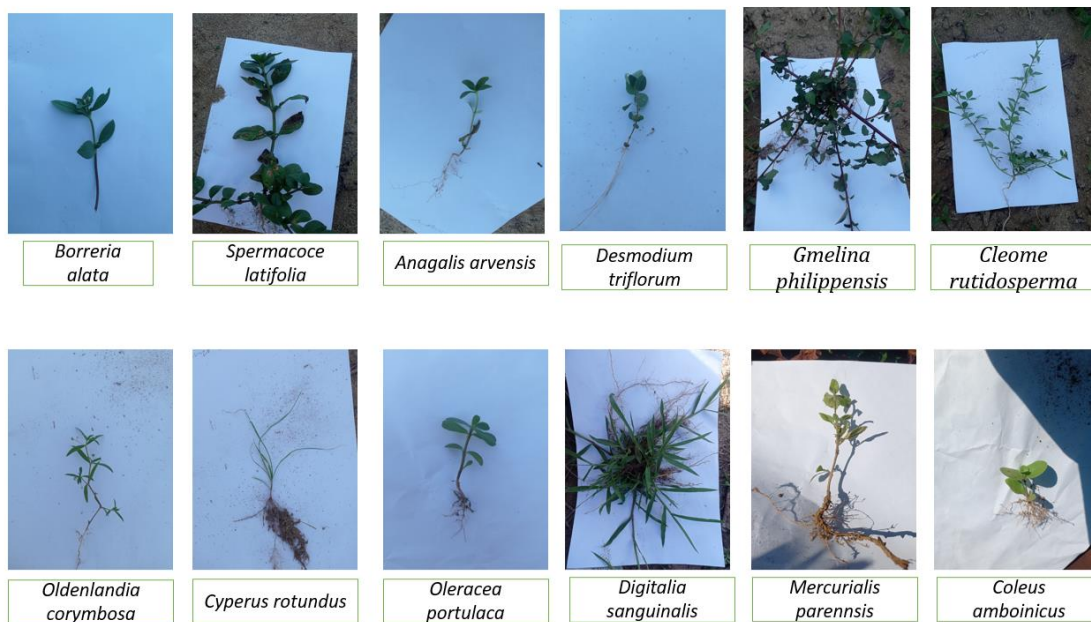 Borreria
alata
Spermacoce
latifolia
Anagalis arvensis
Desmodium
triflorum
Gmelina
philippensis
Cleome
rutidosperma
Oldenlandia
corymbosa
Cyperus rotundus
Oleracea
portulaca
Digitalia
sanguinalis
Mercurialis
parennsis
Coleus
amboinicus